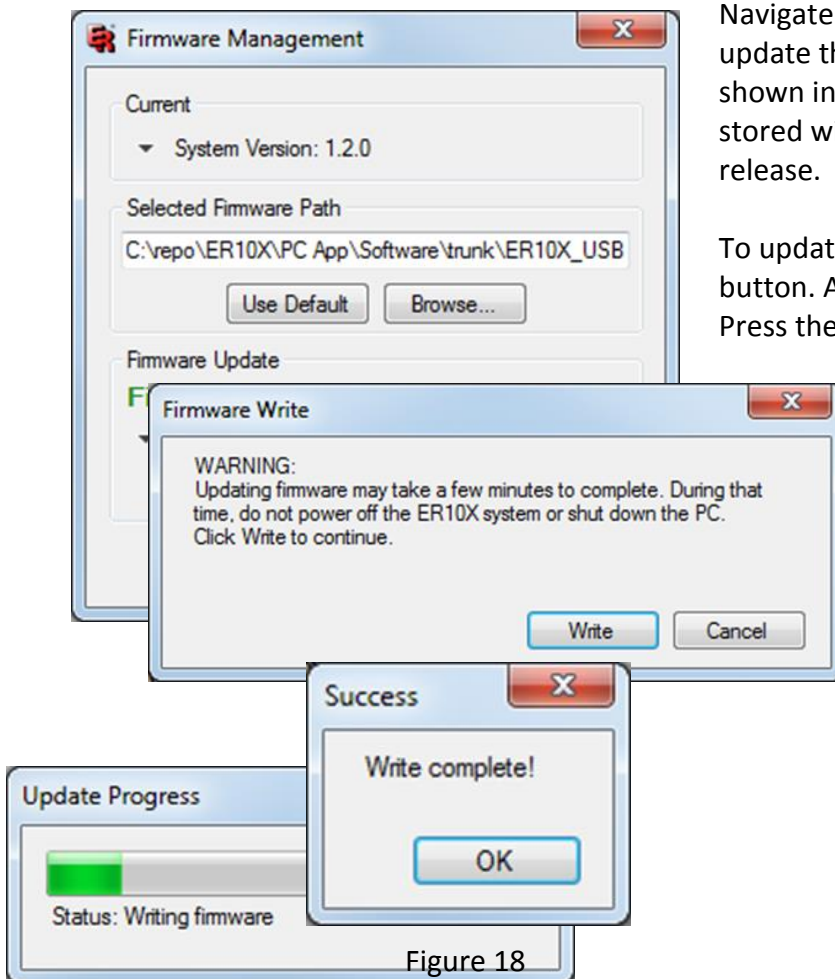 Firmware Management
Current
System Version: 1.2.0
Selected Firmware Path
C:\repo\ER10X\PC App\Software\trunk\ER10X_USB
Use Default Browse...
Firmware Update
Firmware Write
WARNING:
Updating firmware may take a few minutes to complete. During that
time, do not power off the ER10X system or shut down the PC.
Click Write to continue.
Write Cancel
Success
Write complete!
OK
Update Progress
Status: Writing firmware
Figure 18
Navigate
update th
shown in
stored w
release.
To updat
button. A
Press the